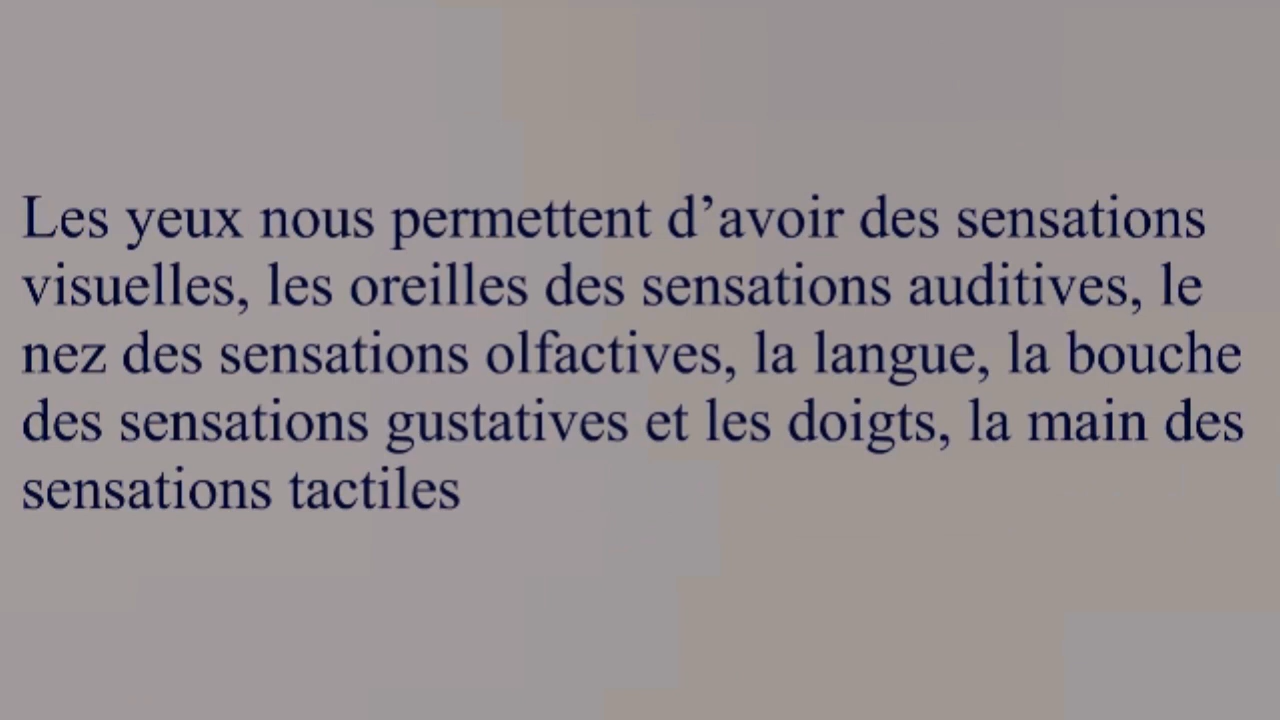 Les yeux nous permettent d’avoir des sensations
visuelles, les oreilles des sensations auditives, le
nez des sensations olfactives, la langue, la bouche
des sensations gustatives et les doigts, la main des
sensations tactiles